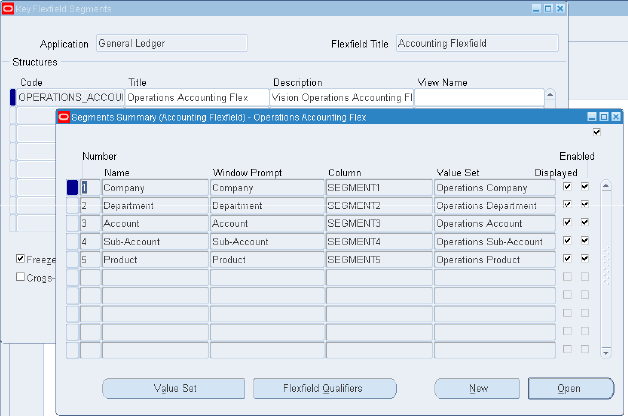 Key Flexfield Segments
Application General Ledger Flexfield Title Accounting Flexfield
Structures
Code Title Description View Name
OPERATIONS_ACCOU Operations Accounting Flex Vision Operations Accounting Fl
Segments Summary (Accounting Flexfield) - Operations Accounting Flex
Number Enabled
Name Window Prompt Column Value Set Displayed
1 Company Company SEGMENT1 Operations Company
2 Department Department SEGMENT2 Operations Department
3 Account Account SEGMENT3 Operations Account
4 Sub-Account Sub-Account SEGMENT4 Operations Sub-Account
5 Product Product SEGMENT5 Operations Product
Freeze
Cross-
Value Set Flexfield Qualifiers New Open